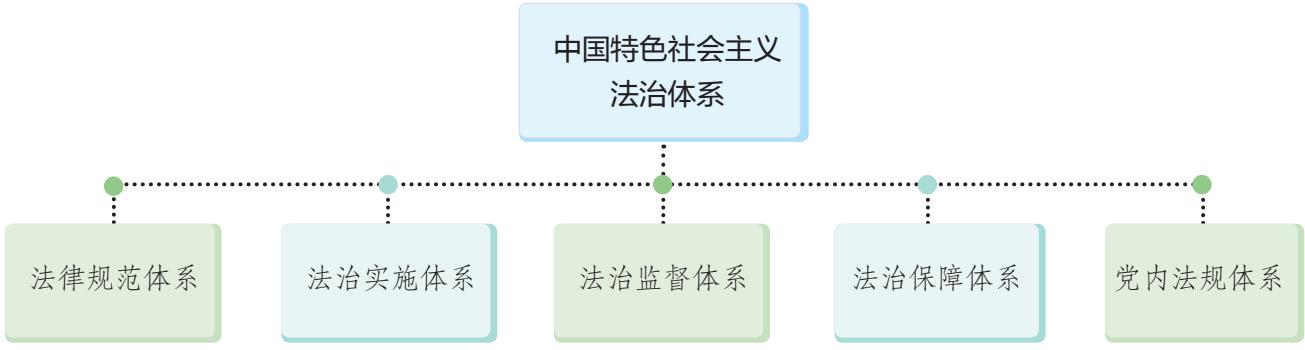 中国特色社会主义
法治体系
法律规范体系
法治实施体系
法治监督体系
法治保障体系
党内法规体系